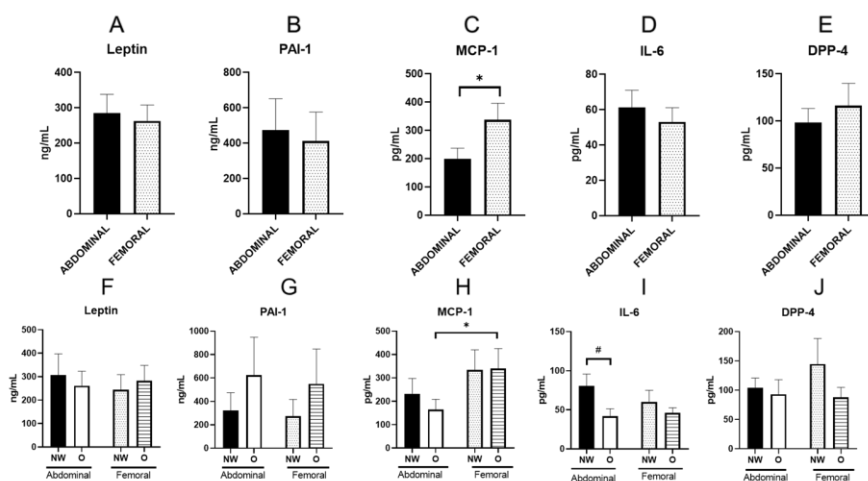 A B C D E
Leptin PAI-1 MCP-1 IL-6 DPP-4
ng/mL
400
300
200
100
0
ABDOMINAL
FEMORAL
ng/mL
800
600
400
200
0
ABDOMINAL
FEMORAL
pg/mL
500
400
300
200
100
0
*
ABDOMINAL
FEMORAL
pg/mL
80
60
40
20
0
ABDOMINAL
FEMORAL
pg/mL
150
100
50
0
ABDOMINAL
FEMORAL
F G H I J
Leptin PAI-1 MCP-1 IL-6 DPP-4
ng/mL
500
400
300
200
100
0
NW O NW O
Abdominal Femoral
ng/mL
1000
800
600
400
200
0
NW O NW O
Abdominal Femoral
pg/mL
500
400
300
200
100
0
*
NW O NW O
Abdominal Femoral
pg/mL
100
50
0
#
NW O NW O
Abdominal Femoral
pg/mL
200
150
100
50
0
NW O NW O
Abdominal Femoral